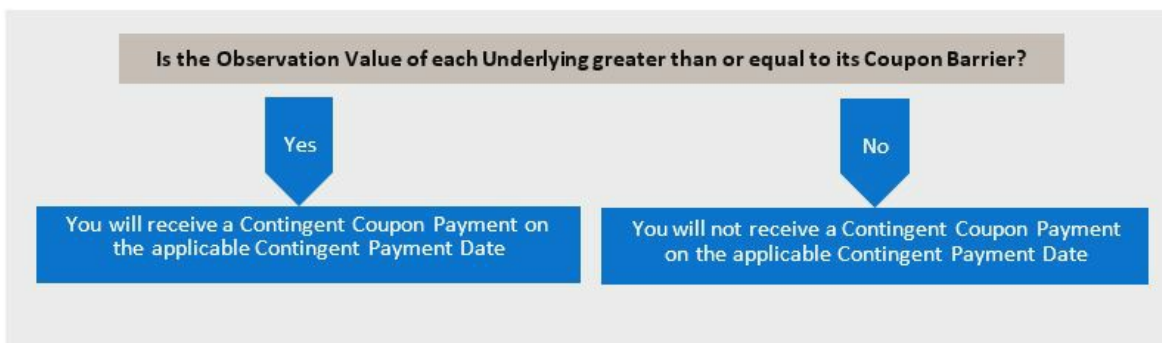 Is the Observation Value of each Underlying greater than or equal to its Coupon Barrier?
Yes
No
You will receive a Contingent Coupon Payment on
the applicable Contingent Payment Date
You will not receive a Contingent Coupon Payment
on the applicable Contingent Payment Date